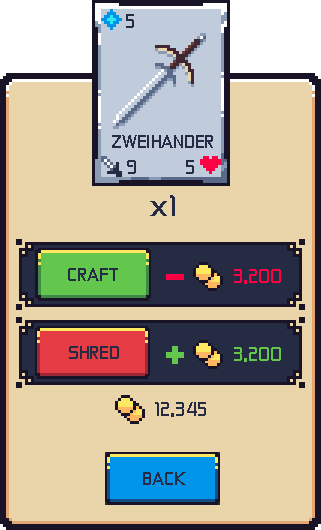 5
ZWEIHANDER
9 5
x1
CRAFT - 3,200
SHRED + 3,200
12,345
BACK